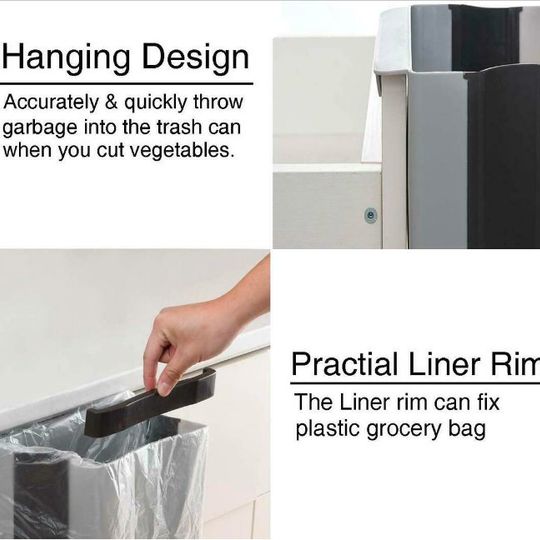 Hanging Design
Accurately & quickly throw
garbage into the trash can
when you cut vegetables.
Practial Liner Rim
The Liner rim can fix
plastic grocery bag